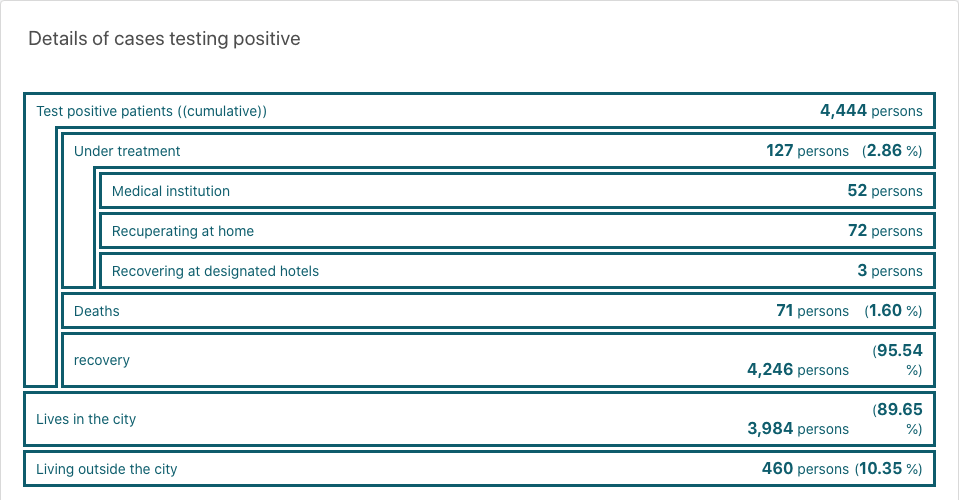 Details of cases testing positive
Test positive patients ((cumulative)) 4,444 persons
Under treatment 127 persons (2.86 %)
Medical institution 52 persons
Recuperating at home 72 persons
Recovering at designated hotels 3 persons
Deaths 71 persons (1.60 %)
recovery 4,246 persons (95.54 %)
Lives in the city 3,984 persons (89.65 %)
Living outside the city 460 persons (10.35 %)